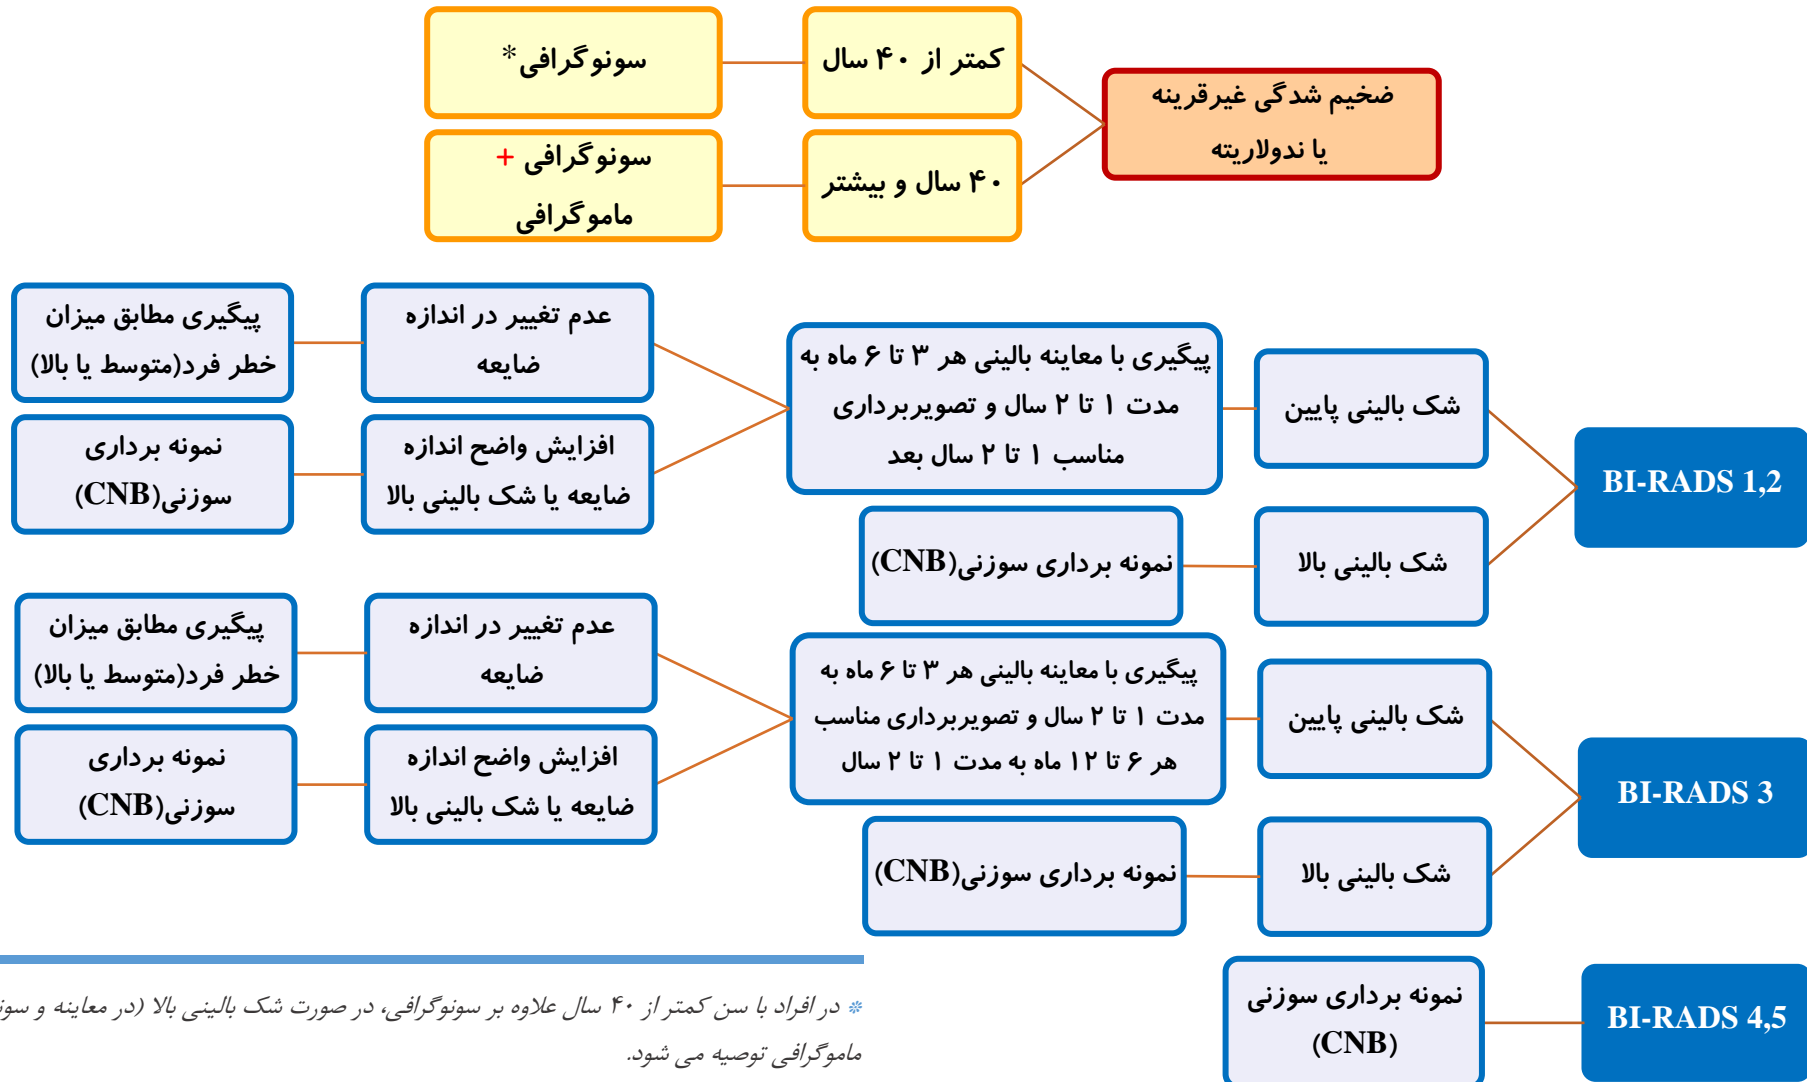 ضخیم شدگی غیرقرینه
یا ندولاریته
کمتر از ۴۰ سال
سونوگرافی*
۴۰ سال و بیشتر
سونوگرافی +
ماموگرافی
BI-RADS 1,2
شک بالینی پایین
پیگیری با معاینه بالینی هر ۳ تا ۶ ماه به
مدت ۱ تا ۲ سال و تصویربرداری
مناسب ۱ تا ۲ سال بعد
عدم تغییر در اندازه
ضایعه
پیگیری مطابق میزان
خطر فرد(متوسط یا بالا)
افزایش واضح اندازه
ضایعه یا شک بالینی بالا
نمونه برداری
سوزنی(CNB)
شک بالینی بالا
نمونه برداری سوزنی(CNB)
BI-RADS 3
شک بالینی پایین
پیگیری با معاینه بالینی هر ۳ تا ۶ ماه به
مدت ۱ تا ۲ سال و تصویربرداری مناسب
هر ۶ تا ۱۲ ماه به مدت ۱ تا ۲ سال
عدم تغییر در اندازه
ضایعه
پیگیری مطابق میزان
خطر فرد(متوسط یا بالا)
افزایش واضح اندازه
ضایعه یا شک بالینی بالا
نمونه برداری
سوزنی(CNB)
شک بالینی بالا
نمونه برداری سوزنی(CNB)
BI-RADS 4,5
نمونه برداری سوزنی
(CNB)
* در افراد با سن کمتر از ۴۰ سال علاوه بر سونوگرافی، در صورت شک بالینی بالا (در معاینه و
ماموگرافی توصیه می شود.